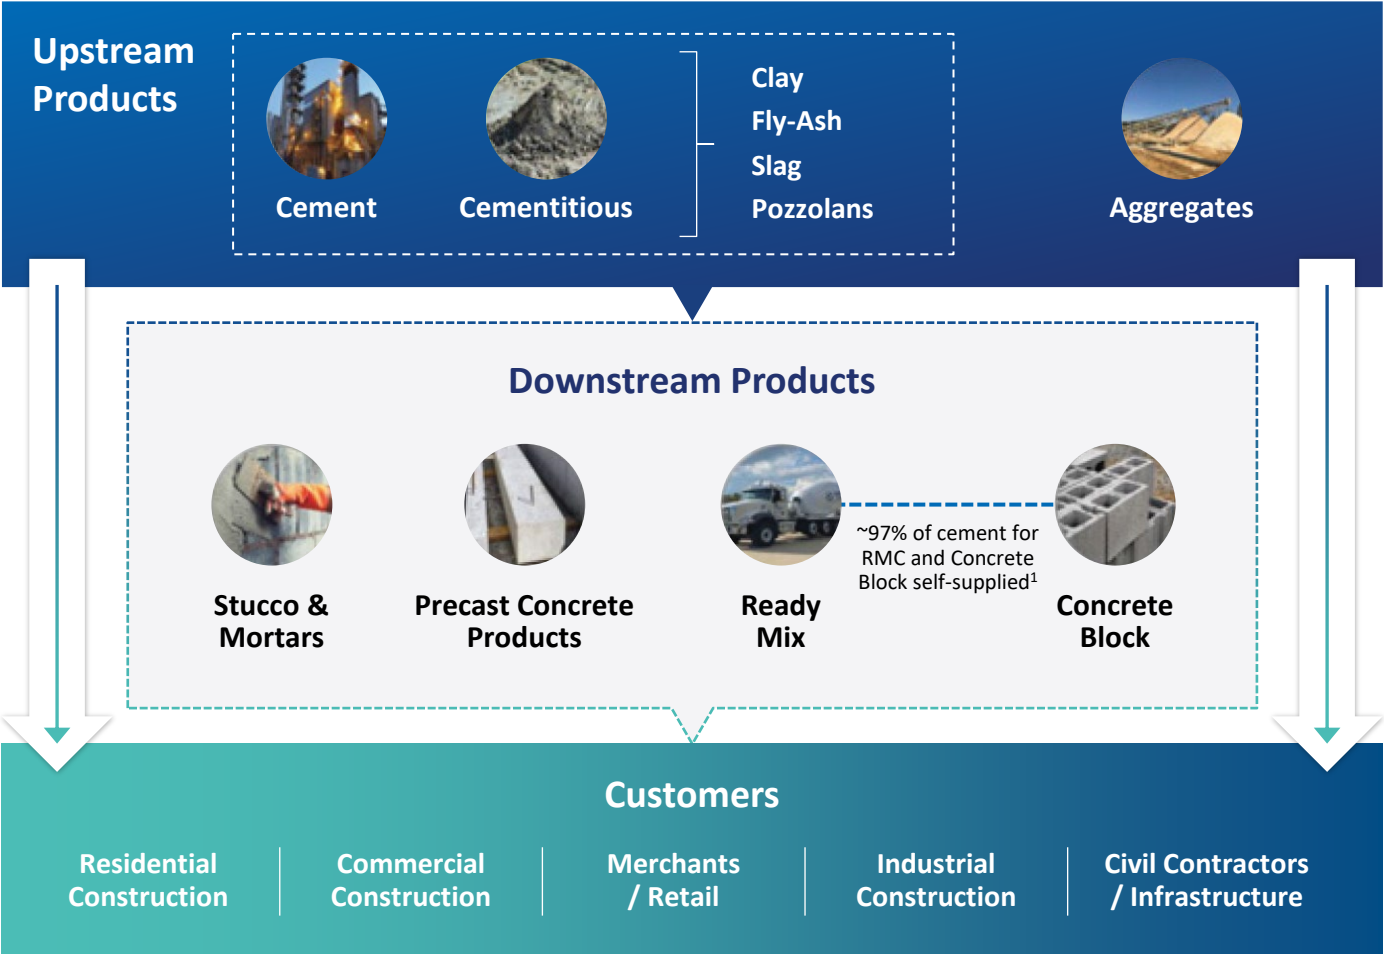 Upstream
Products
Cement
Cementitious
Clay
Fly-Ash
Slag
Pozzolans
Aggregates
Downstream Products
Stucco &
Mortars
Precast Concrete
Products
Ready
Mix
~97% of cement for
RMC and Concrete
Block self-supplied¹
Concrete
Block
Customers
Residential
Construction
Commercial
Construction
Merchants
/ Retail
Industrial
Construction
Civil Contractors
/ Infrastructure